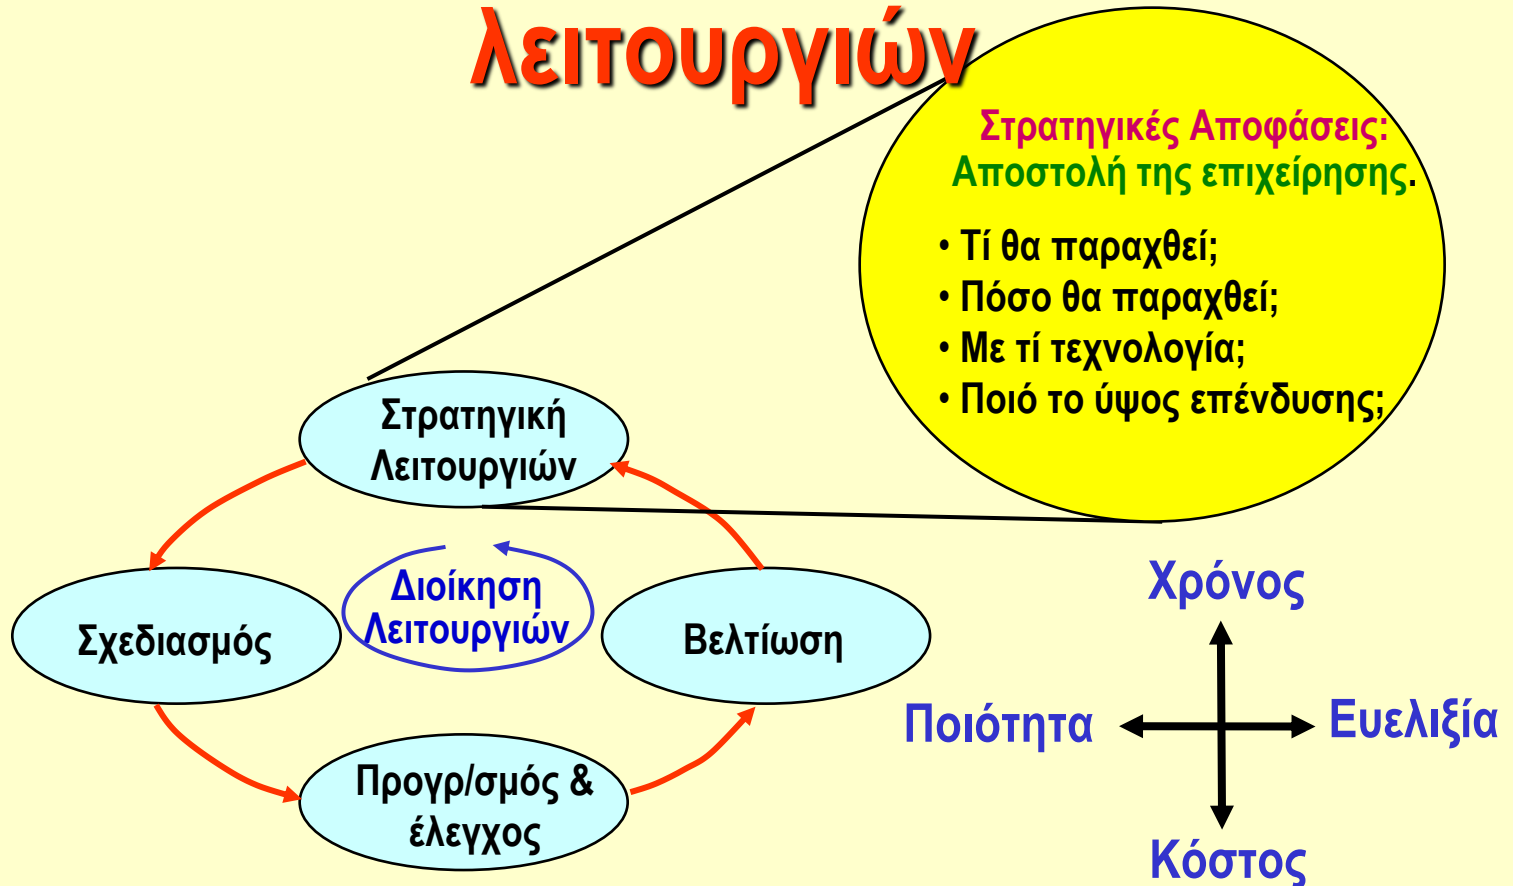 λειτουργιών
Στρατηγικές Αποφάσεις:
Αποστολή της επιχείρησης.
• Τί θα παραχθεί;
• Πόσο θα παραχθεί;
• Με τί τεχνολογία;
• Ποιό το ύψος επένδυσης;
Στρατηγική
Λειτουργιών
Διοίκηση
Λειτουργιών
Σχεδιασμός
Βελτίωση
Προγρ/σμός &
έλεγχος
Χρόνος
Ποιότητα
Ευελιξία
Κόστος